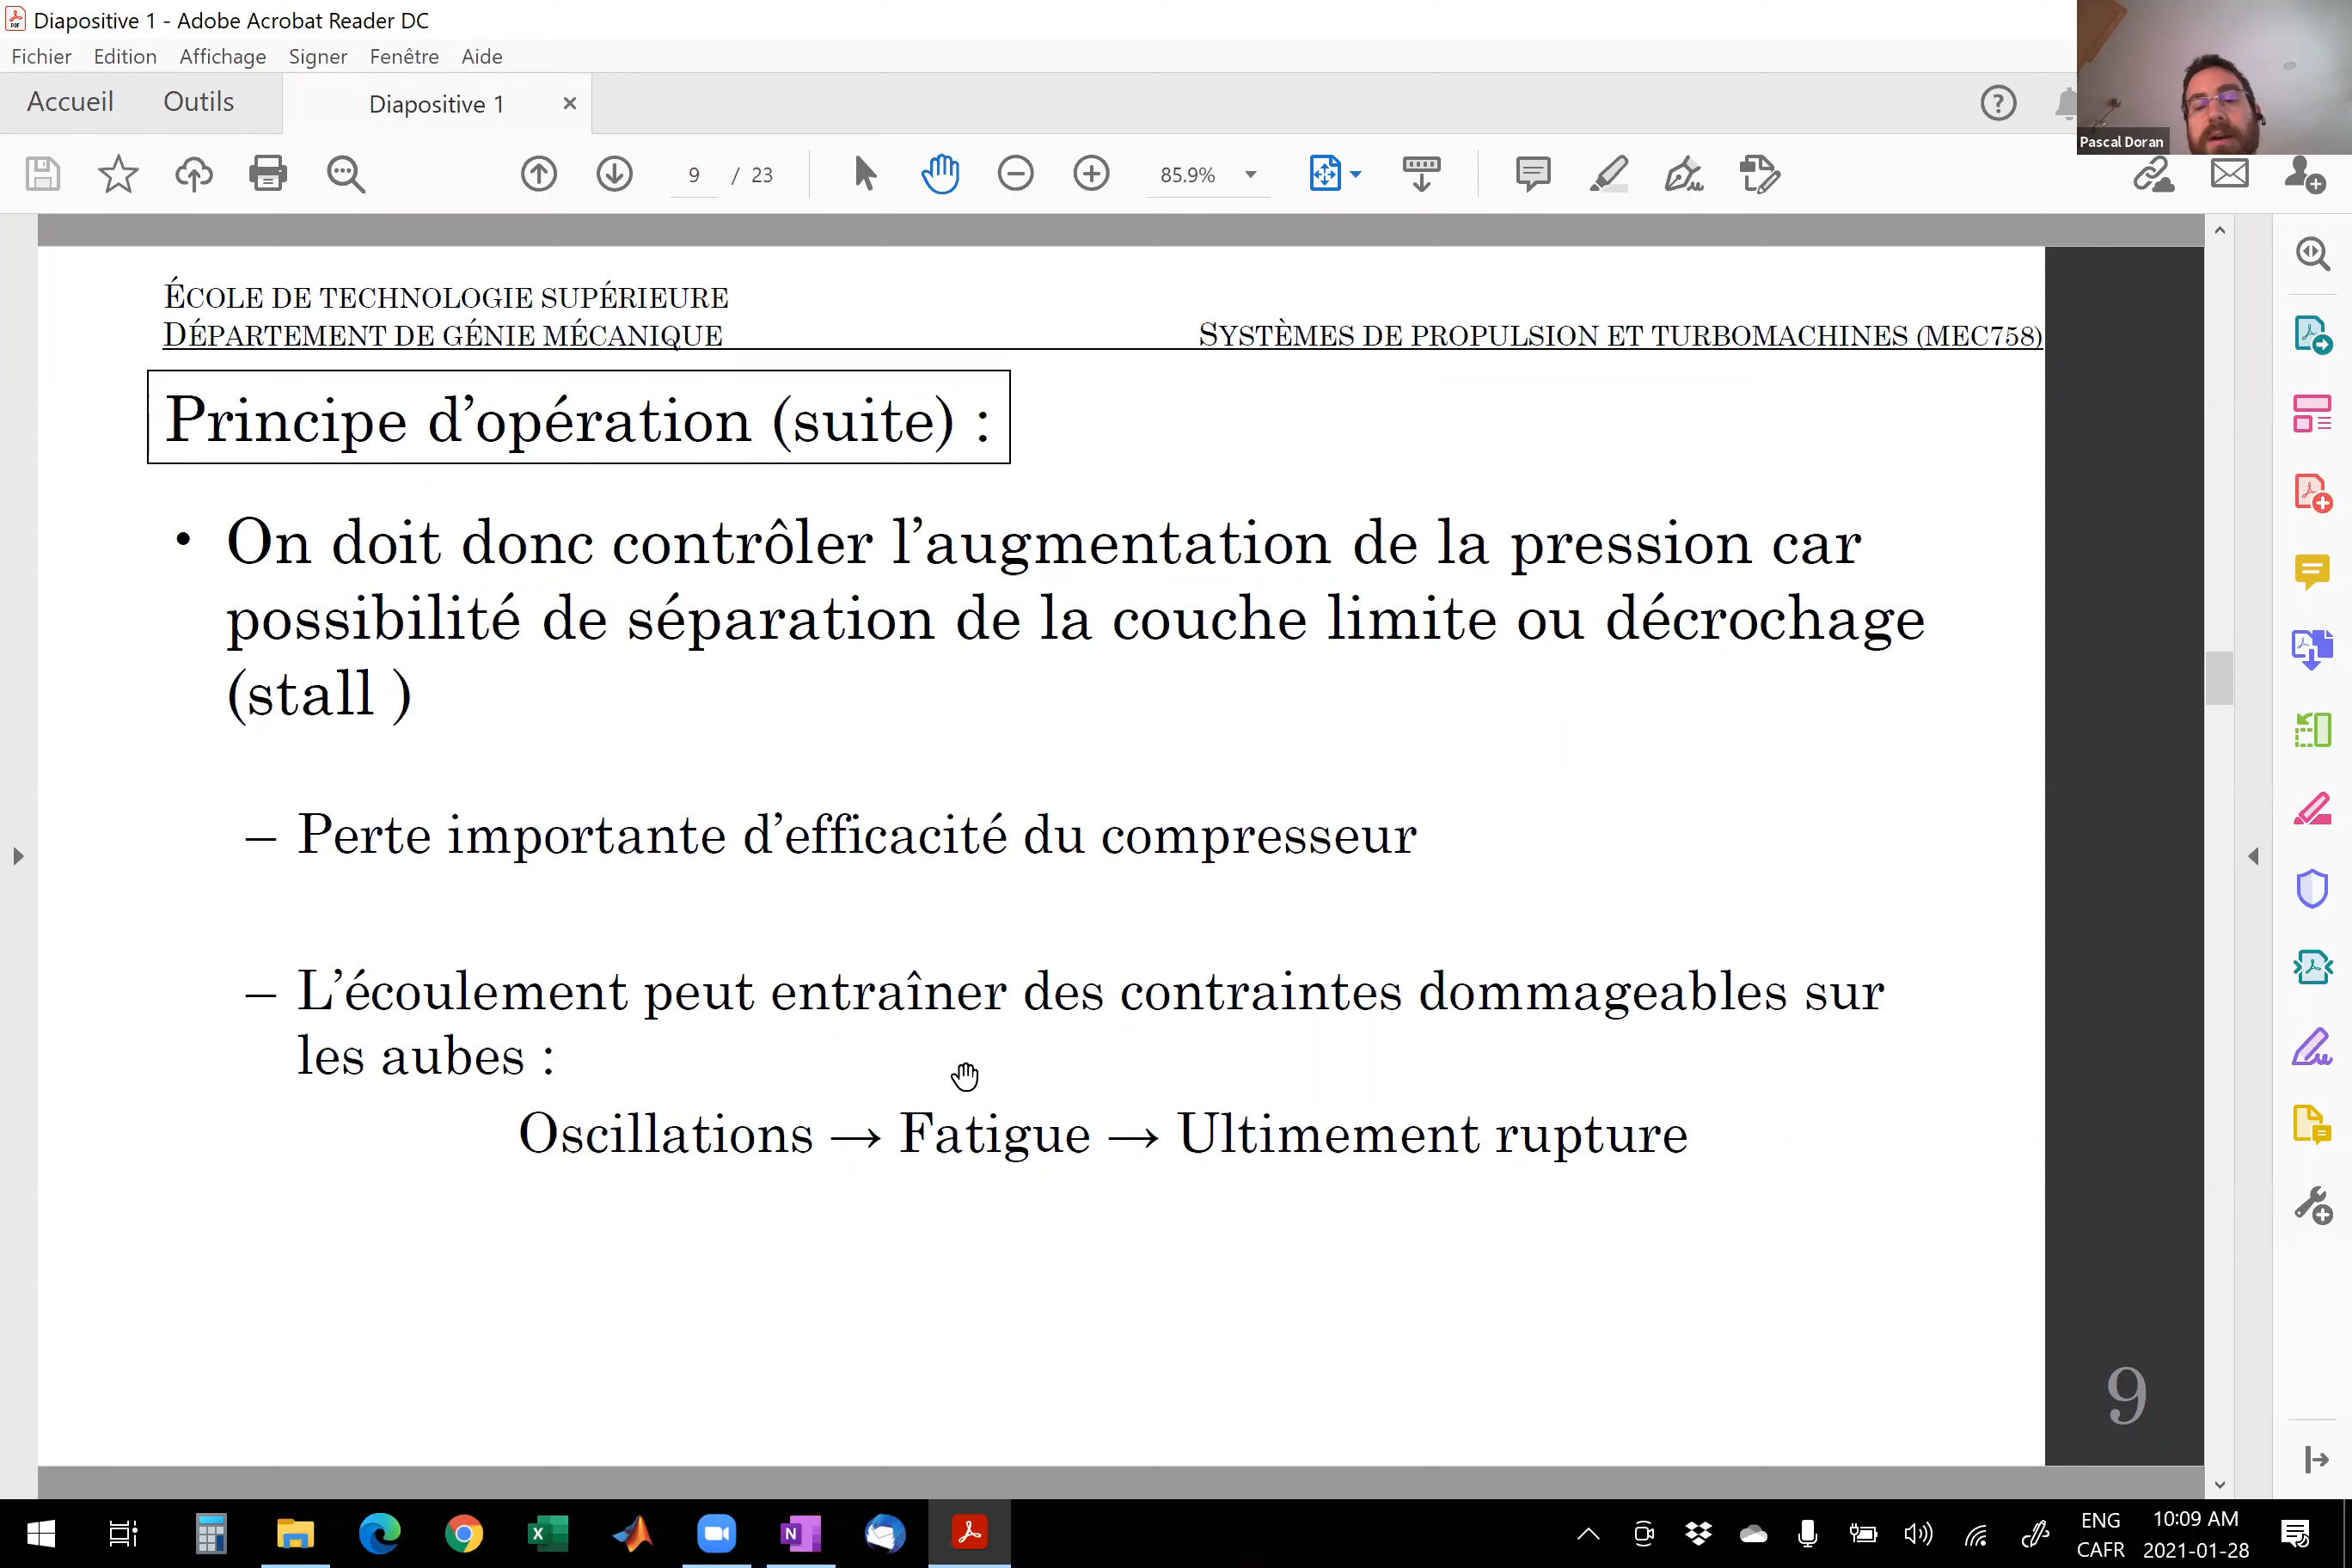 Diapositive 1 - Adobe Acrobat Reader DC
Fichier Edition Affichage Signer Fenêtre Aide
Accueil Outils Diapositive 1
9 / 23 85.9%
Pascal Doran
ÉCOLE DE TECHNOLOGIE SUPÉRIEURE
DÉPARTEMENT DE GÉNIE MÉCANIQUE SYSTÈMES DE PROPULSION ET TURBOMACHINES (MEC758)
Principe d’opération (suite) :
• On doit donc contrôler l’augmentation de la pression car
possibilité de séparation de la couche limite ou décrochage
(stall )
– Perte importante d’efficacité du compresseur
– L’écoulement peut entraîner des contraintes dommageables sur
les aubes :
Oscillations → Fatigue → Ultimement rupture
9
ENG 10:09 AM
CAFR 2021-01-28